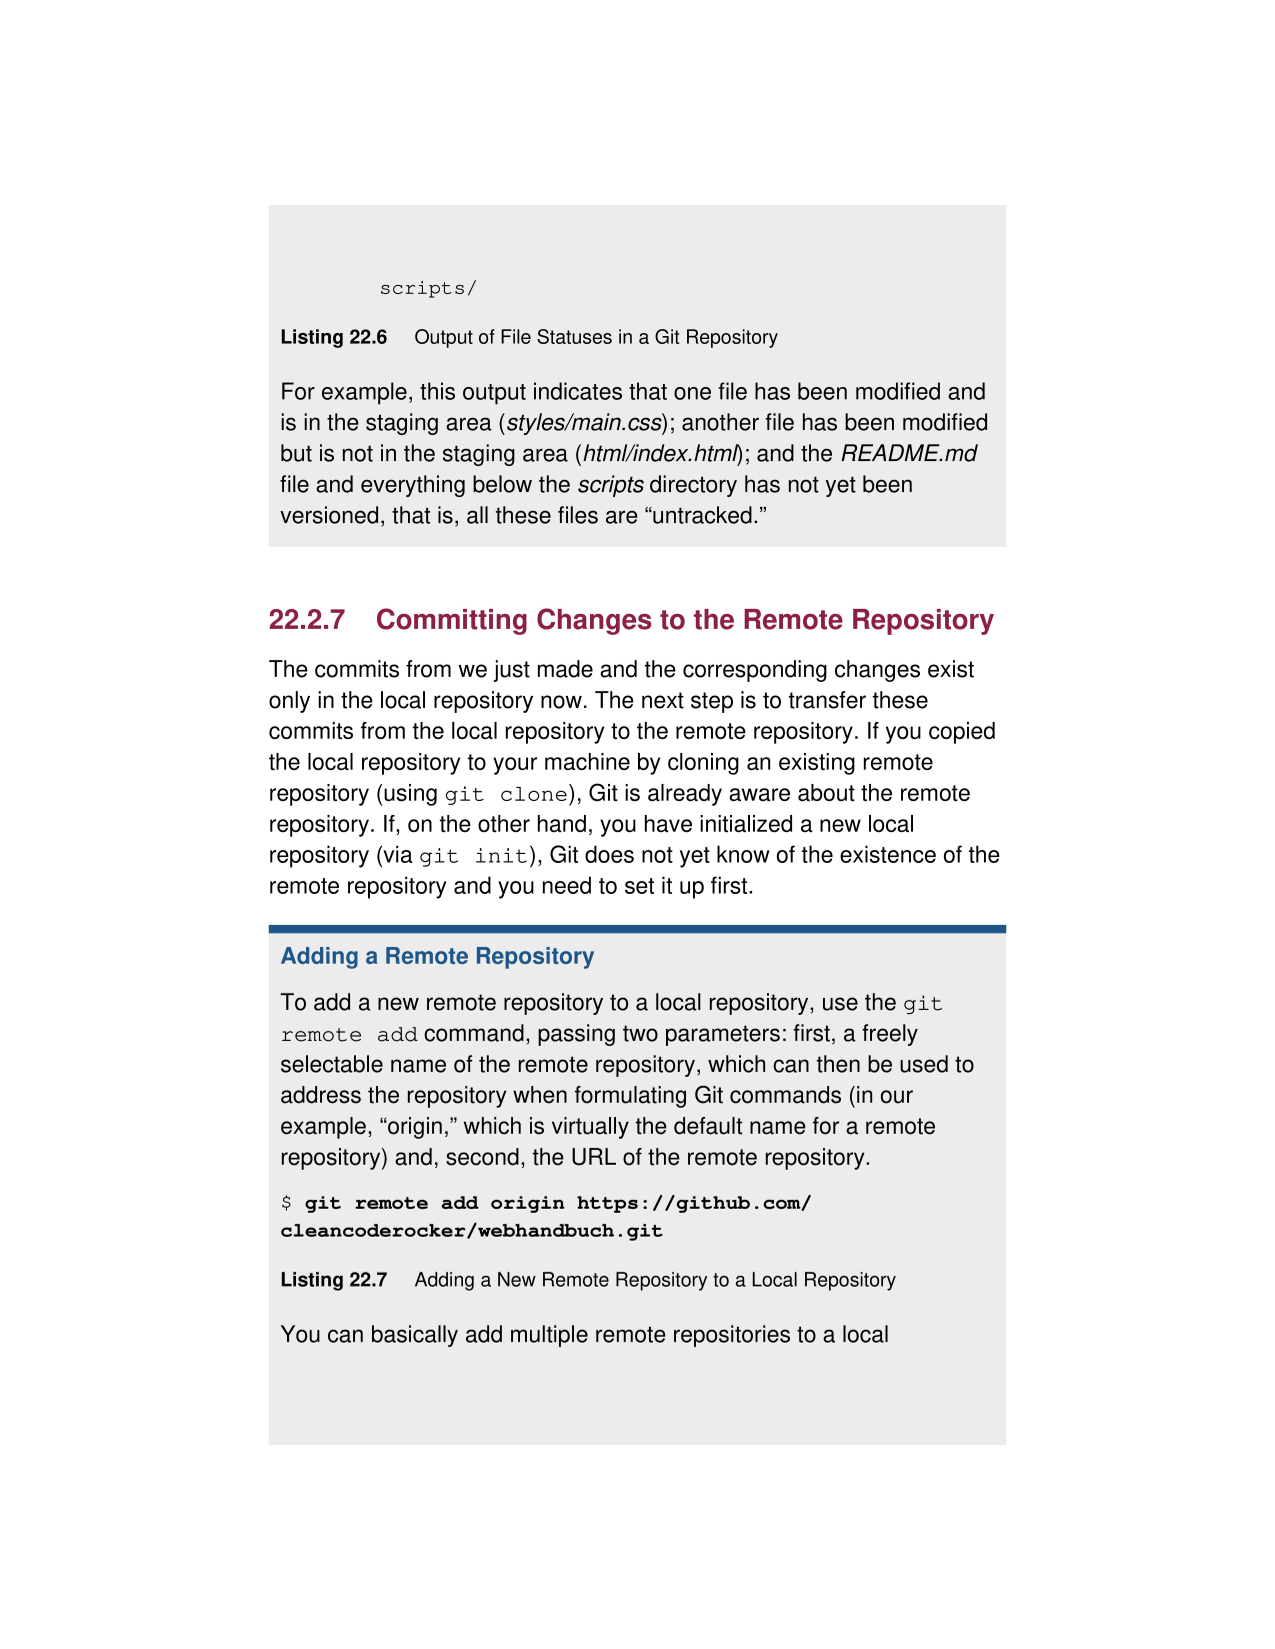 scripts/
Listing 22.6 Output of File Statuses in a Git Repository
For example, this output indicates that one file has been modified and
is in the staging area (styles/main.css); another file has been modified
but is not in the staging area (html/index.html); and the README.md
file and everything below the scripts directory has not yet been
versioned, that is, all these files are “untracked.”
22.2.7 Committing Changes to the Remote Repository
The commits from we just made and the corresponding changes exist
only in the local repository now. The next step is to transfer these
commits from the local repository to the remote repository. If you copied
the local repository to your machine by cloning an existing remote
repository (using git clone), Git is already aware about the remote
repository. If, on the other hand, you have initialized a new local
repository (via git init), Git does not yet know of the existence of the
remote repository and you need to set it up first.
Adding a Remote Repository
To add a new remote repository to a local repository, use the git
remote add command, passing two parameters: first, a freely
selectable name of the remote repository, which can then be used to
address the repository when formulating Git commands (in our
example, “origin,” which is virtually the default name for a remote
repository) and, second, the URL of the remote repository.
$ git remote add origin https://github.com/
cleancoderocker/webhandbuch.git
Listing 22.7 Adding a New Remote Repository to a Local Repository
You can basically add multiple remote repositories to a local